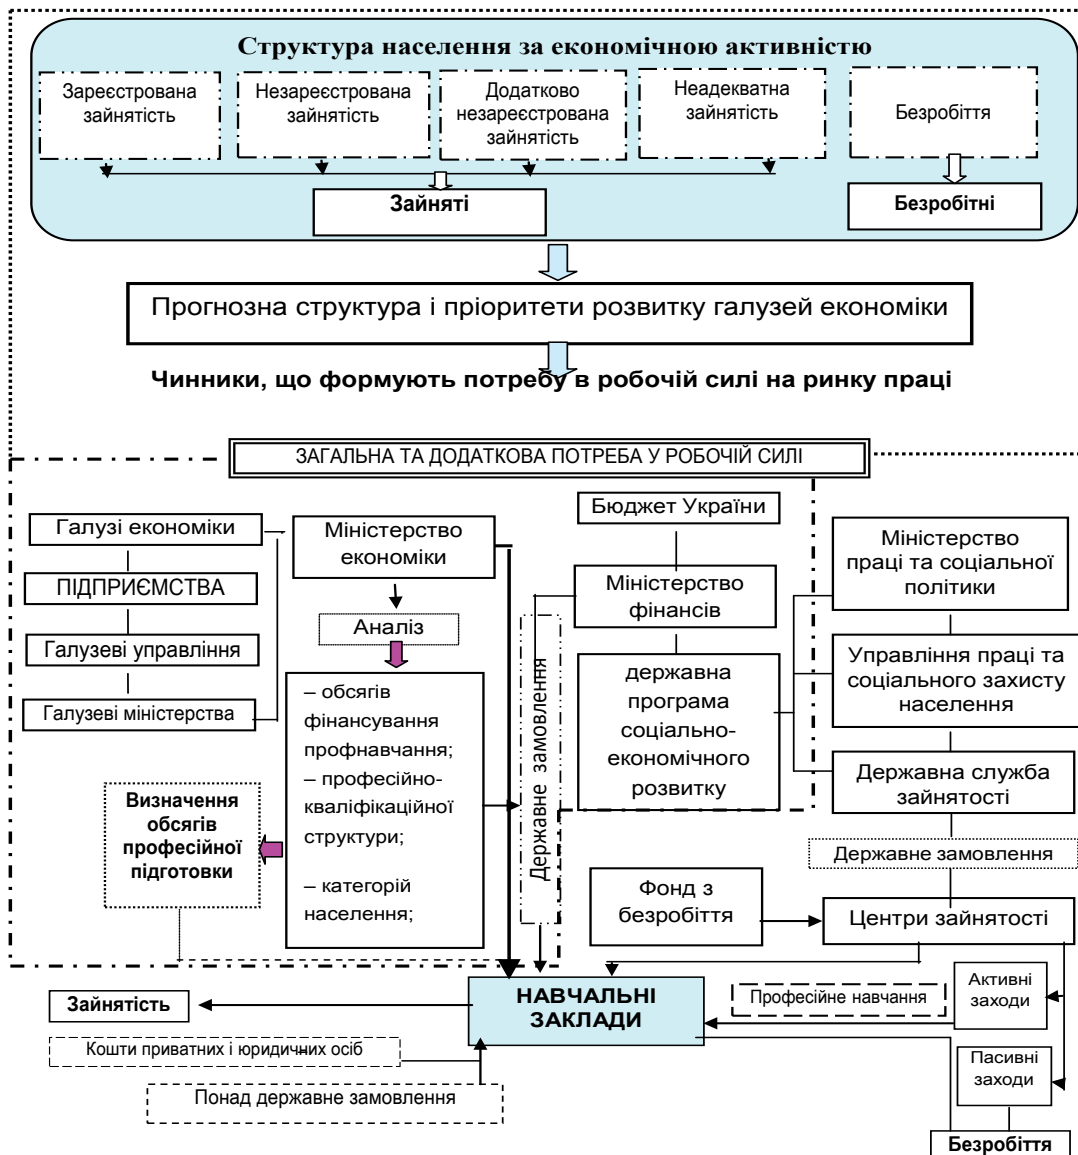 Структура населення за економічною активністю
Зареєстрована
зайнятість
Незареєстрована
зайнятість
Додатково
незареєстрована
зайнятість
Неадекватна
зайнятість
Безробіття
Зайняті
Безробітні
Прогнозна структура і пріоритети розвитку галузей економіки
Чинники, що формують потребу в робочій силі на ринку праці
ЗАГАЛЬНА ТА ДОДАТКОВА ПОТРЕБА У РОБОЧІЙ СИЛІ
Галузі економіки
ПІДПРИЄМСТВА
Галузеві управління
Галузеві міністерства
Міністерство
економіки
Аналіз
– обсягів
фінансування
профнавчання;
– професійно-
кваліфікаційної
структури;
– категорій
населення;
Визначення
обсягів
професійної
підготовки
Державне замовлення
Бюджет України
Міністерство
фінансів
державна
програма
соціально-
економічного
розвитку
Міністерство
праці та соціальної
політики
Управління праці та
соціального захисту
населення
Державна служба
зайнятості
Державне замовлення
Фонд з
безробіття
Центри зайнятості
НАВЧАЛЬНІ
ЗАКЛАДИ
Професійне навчання
Активні
заходи
Пасивні
заходи
Безробіття
Зайнятість
Кошти приватних і юридичних осіб
Понад державне замовлення